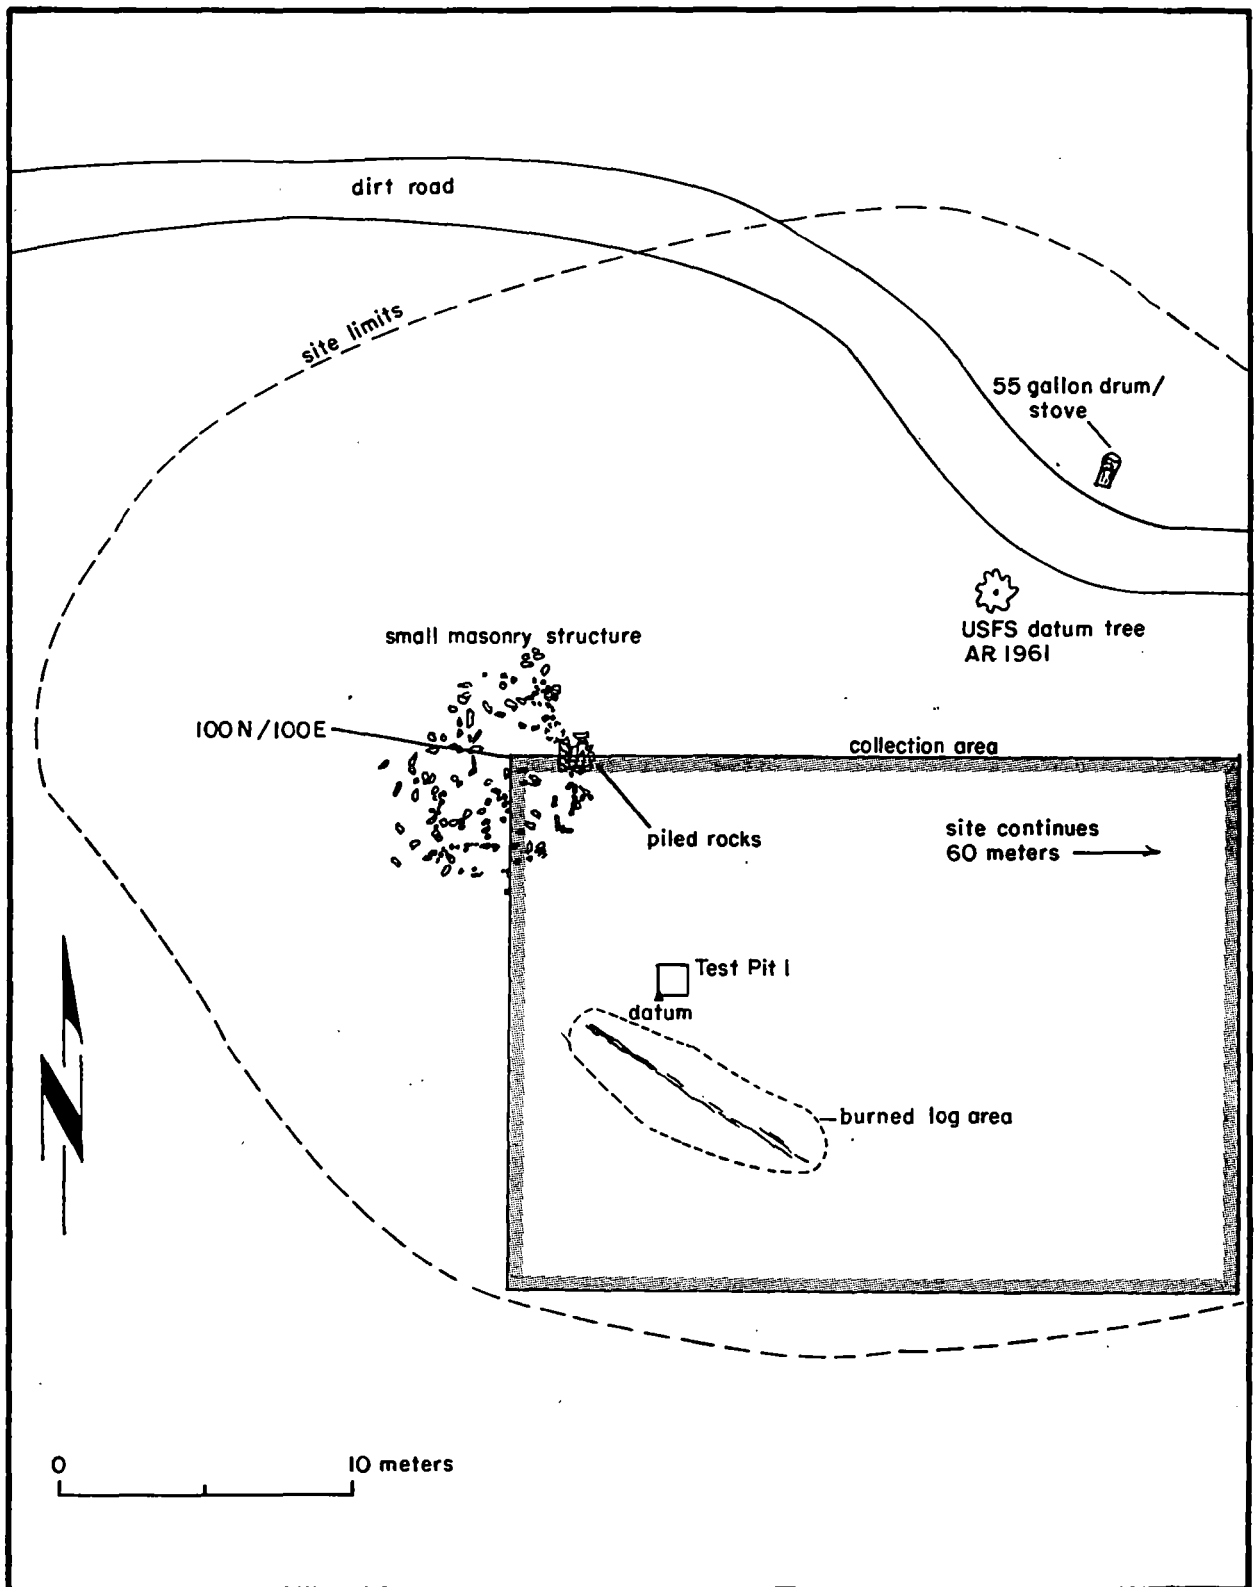 dirt road
site limits
55 gallon drum/
stove
USFS datum tree
AR 1961
small masonry structure
100N/100E
collection area
piled rocks
site continues
60 meters
Test Pit 1
datum
burned log area
N
0
10 meters